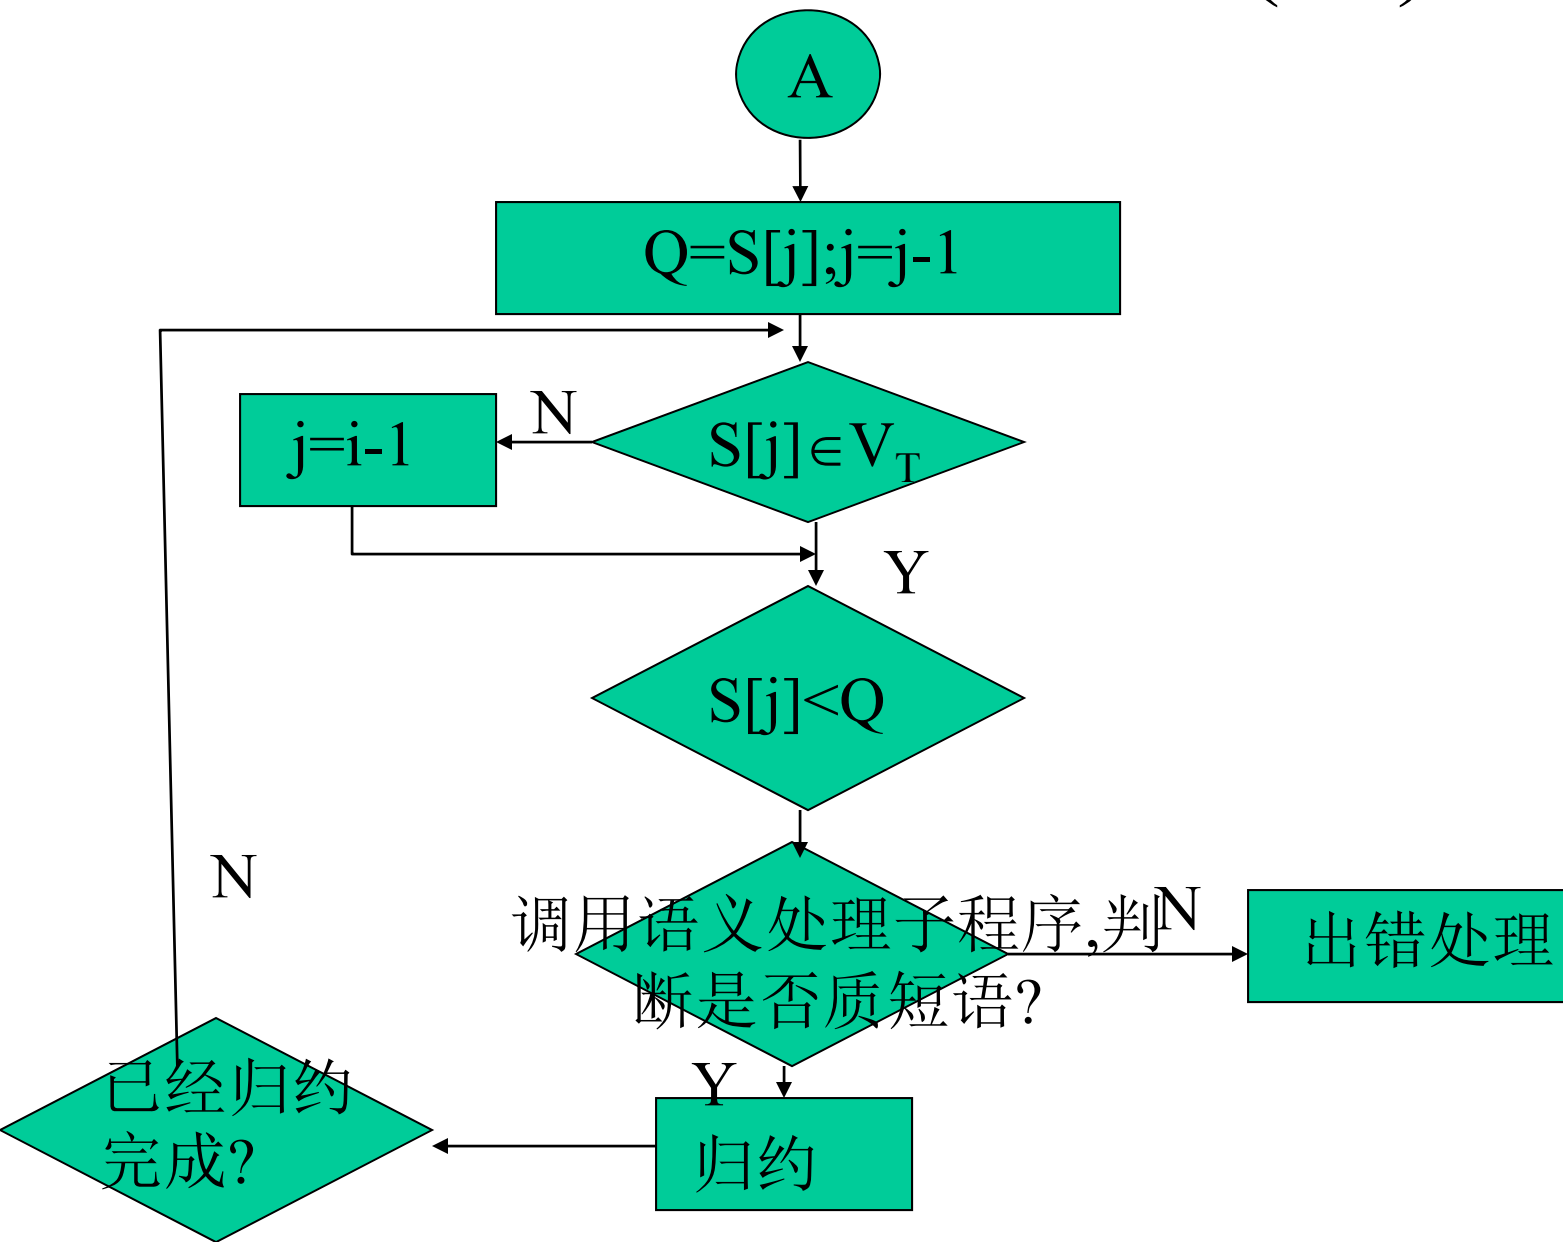 A
Q=S[j];j=j-1
N
j=i-1
S[j]∈V_T
Y
S[j]<Q
N
调用语义处理子程序,判
N
出错处理
断是否质短语?
已经归约
完成?
Y
归约